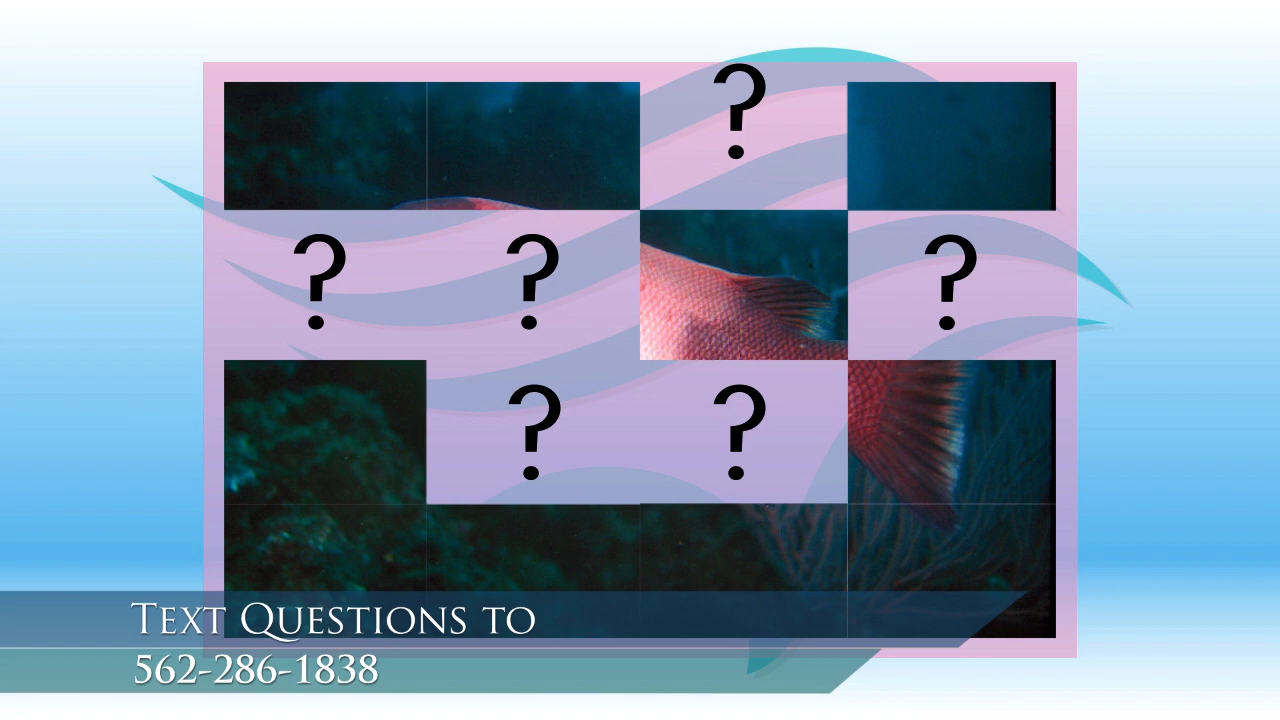 ?
? ? ?
? ?
Text Questions to
562-286-1838